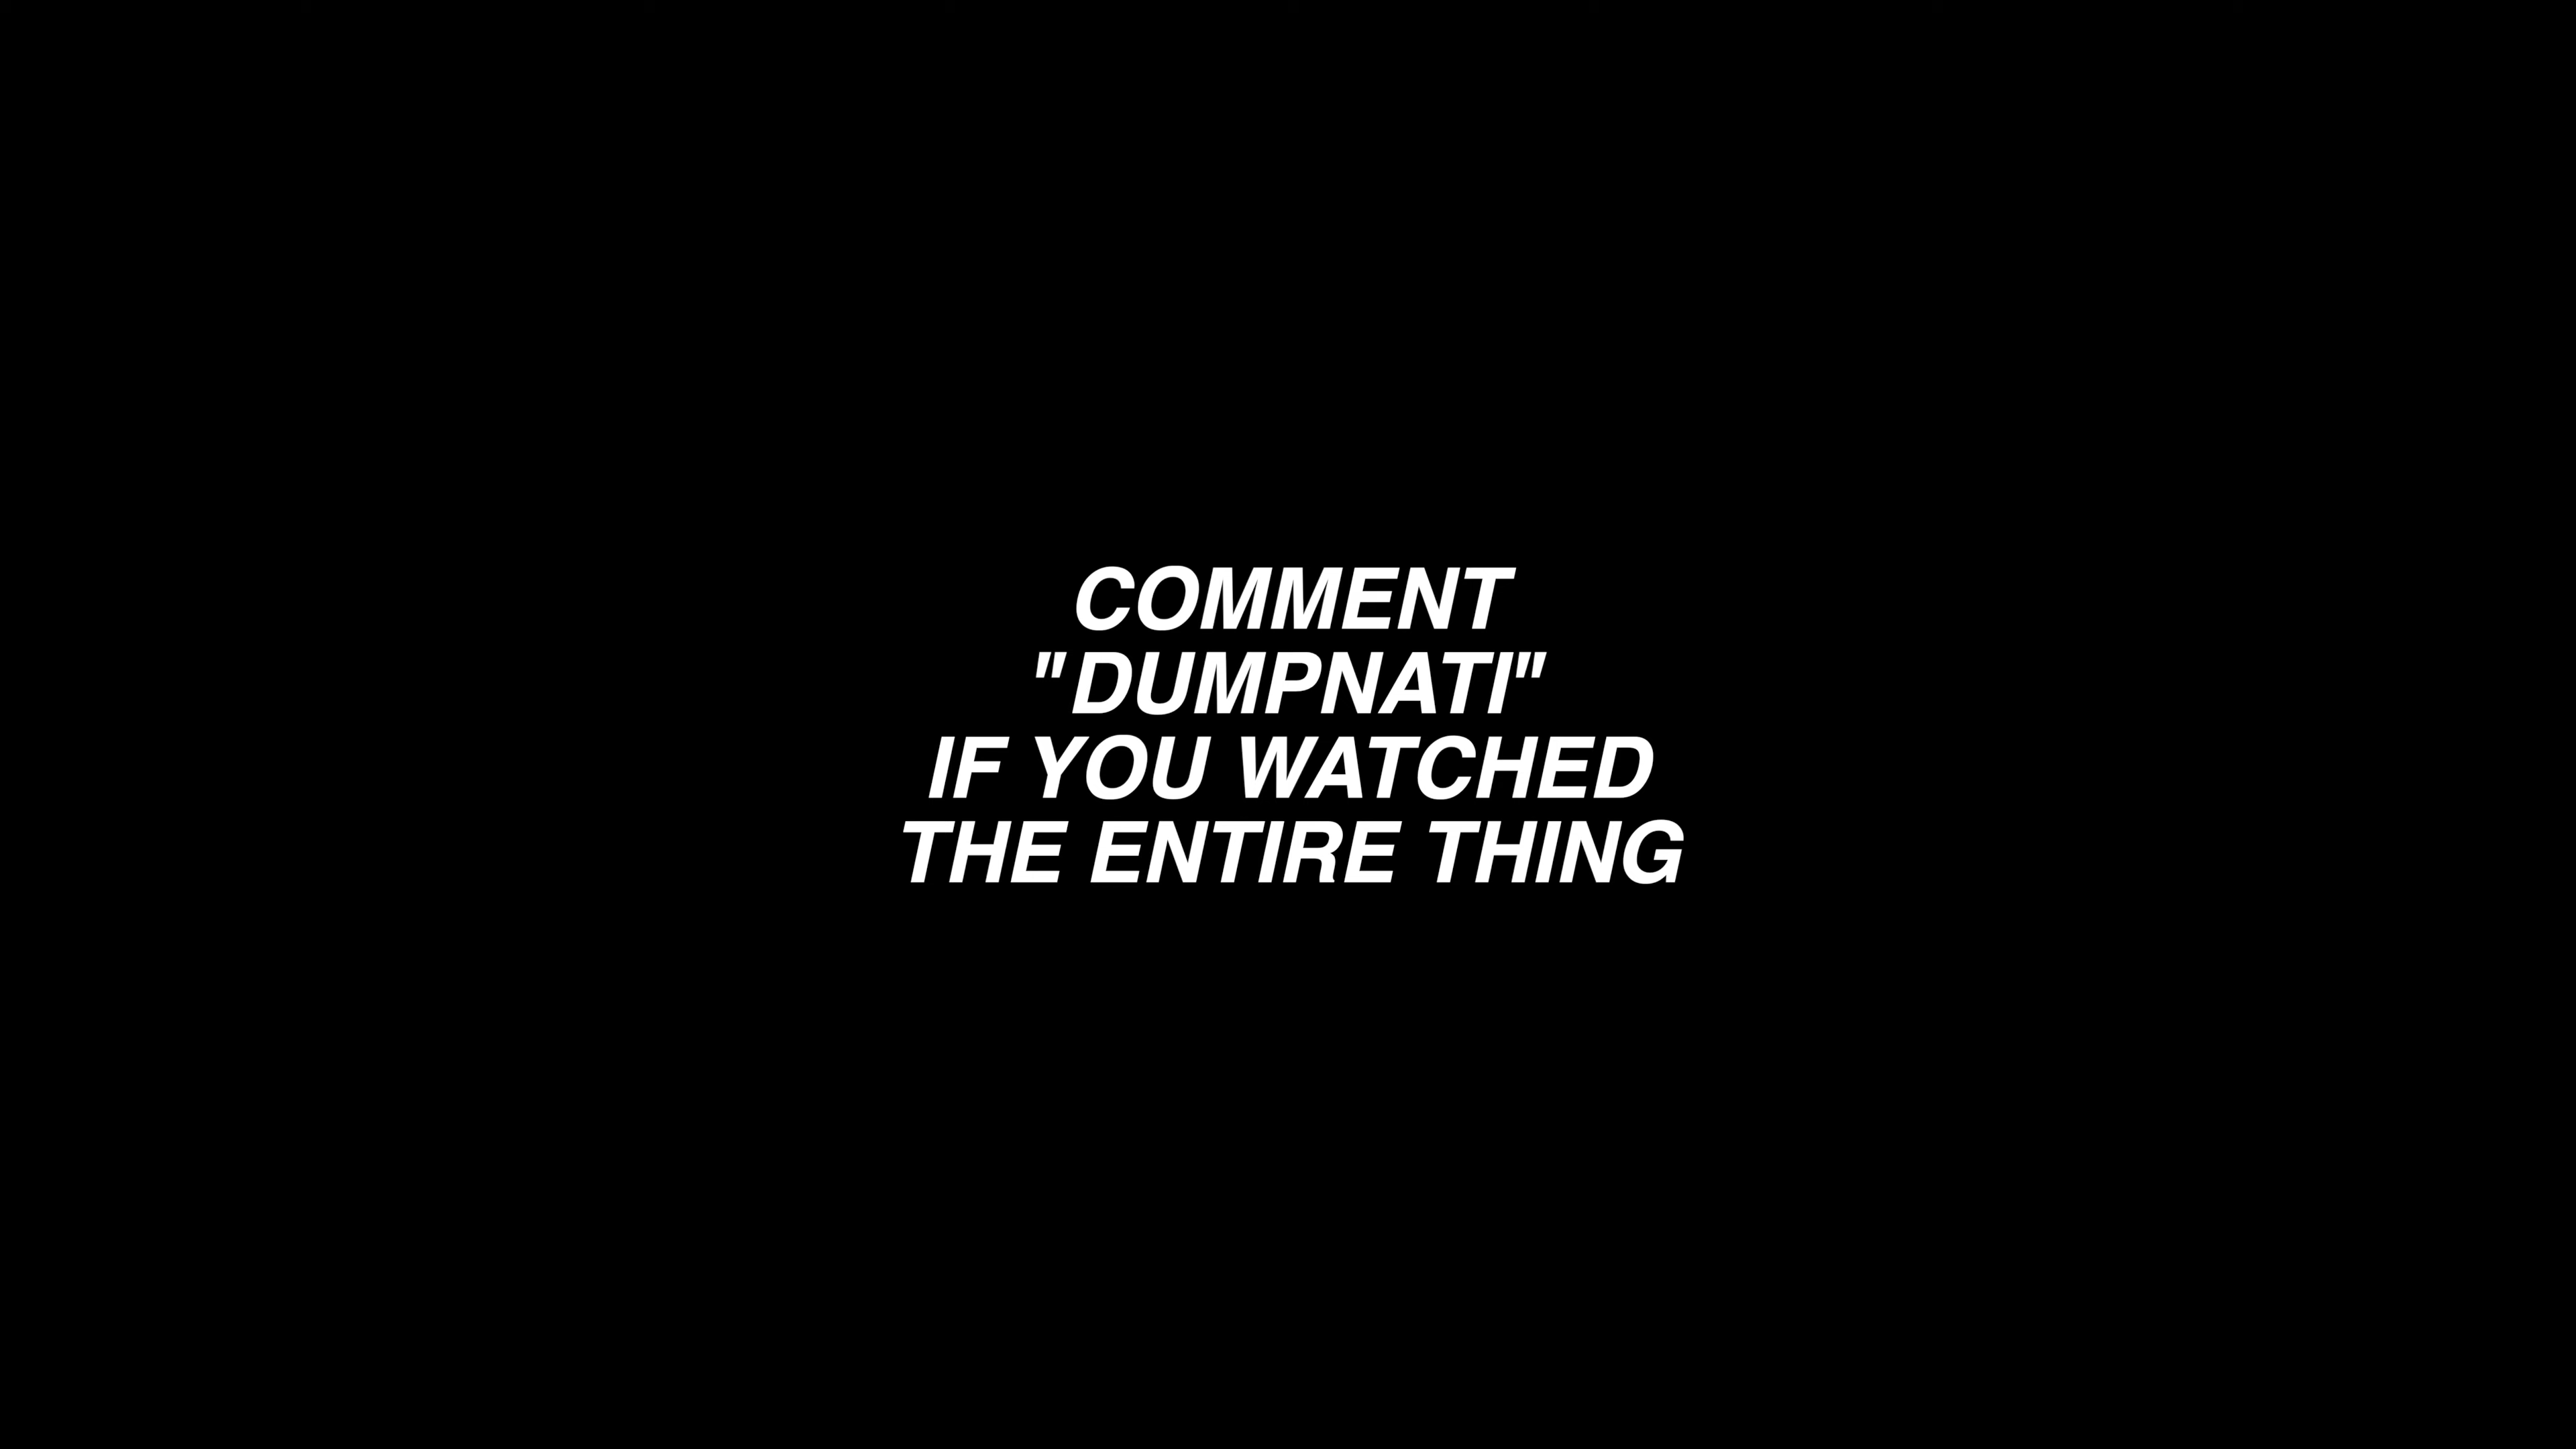 COMMENT
"DUMPNATI"
IF YOU WATCHED
THE ENTIRE THING